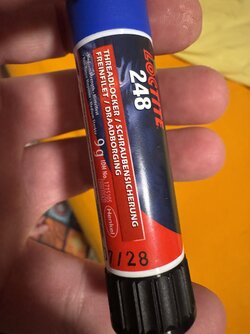 LOCTITE
248
THREADLOCKER / SCHRAUBENSICHERUNG
FREINFILET / DRAADBORGING
9 g
Henkel
7/28